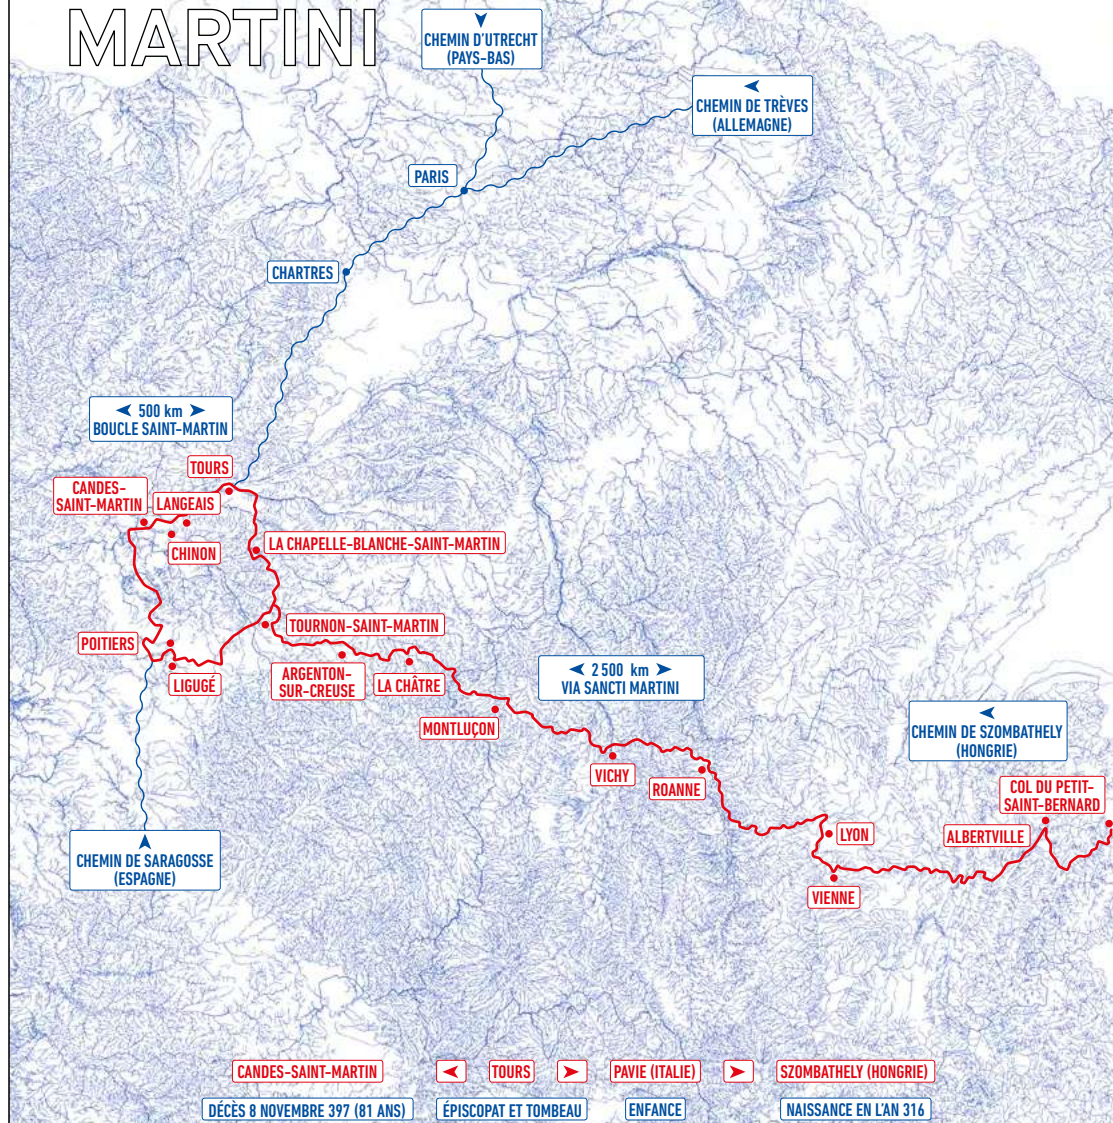 MARTINI
CHEMIN D'UTRECHT
(PAYS-BAS)
CHEMIN DE TRÈVES
(ALLEMAGNE)
PARIS
CHARTRES
500 km
BOUCLE SAINT-MARTIN
TOURS
CANDES-
SAINT-MARTIN
LANGEAIS
CHINON
LA CHAPELLE-BLANCHE-SAINT-MARTIN
TOURNON-SAINT-MARTIN
POITIERS
LIGUGÉ
ARGENTON-
SUR-CREUSE
LA CHÂTRE
2500 km
VIA SANCTI MARTINI
MONTLUÇON
CHEMIN DE SZOMBATHELY
(HONGRIE)
VICHY
ROANNE
COL DU PETIT-
SAINT-BERNARD
LYON
ALBERTVILLE
CHEMIN DE SARAGOSSE
(ESPAGNE)
VIENNE
CANDES-SAINT-MARTIN
TOURS
PAVIE (ITALIE)
SZOMBATHELY (HONGRIE)
DÉCÈS 8 NOVEMBRE 397 (81 ANS)
ÉPISCOPAT ET TOMBEAU
ENFANCE
NAISSANCE EN L'AN 316